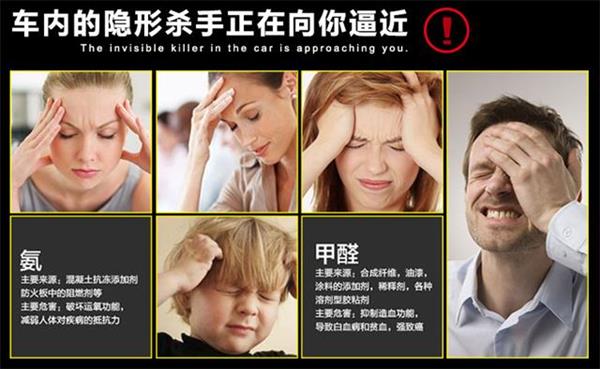 车内的隐形杀手正在向你逼近
The invisible killer in the car is approaching you.
氨
主要来源：混凝土抗冻添加剂
防火板中的阻燃剂等
主要危害：破坏运氧功能，
减弱人体对疾病的抵抗力
甲醛
主要来源：合成纤维，油漆，
涂料的添加剂，稀释剂，各种
溶剂型胶粘剂
主要危害：抑制造血功能，
导致白血病和贫血，强致癌